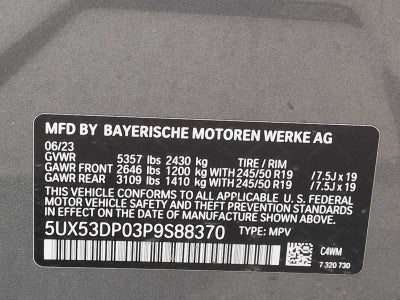 MFD BY BAYERISCHE MOTOREN WERKE AG
06/23
GVWR 5357 lbs 2430 kg TIRE / RIM
GAWR FRONT 2646 lbs 1200 kg WITH 245/50 R19 /7.5J x 19
GAWR REAR 3109 lbs 1410 kg WITH 245/50 R19 /7.5J x 19
THIS VEHICLE CONFORMS TO ALL APPLICABLE U.S. FEDERAL
MOTOR VEHICLE SAFETY STANDARDS IN EFFECT ON THE DATE
OF MANUFACTURE SHOWN ABOVE.
5UX53DP03P9S88370 TYPE: MPV
C4WM
7 320 730